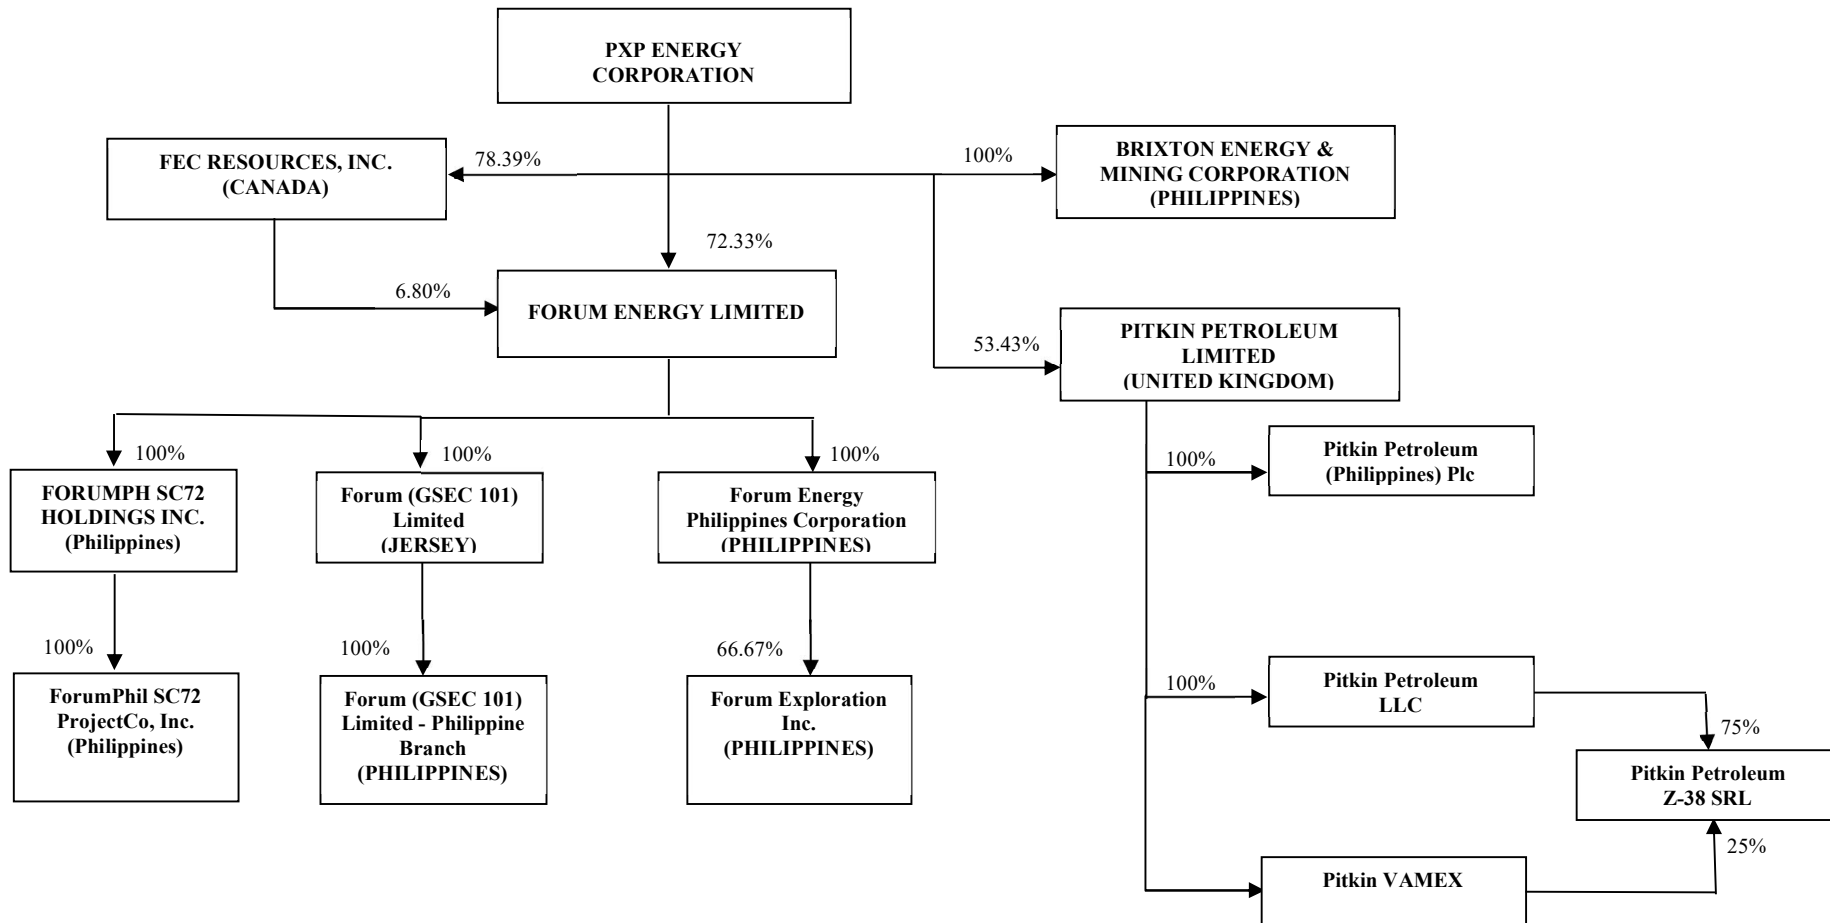 PXP ENERGY
CORPORATION
FEC RESOURCES, INC.
(CANADA)
78.39%
100%
BRIXTON ENERGY &
MINING CORPORATION
(PHILIPPINES)
72.33%
6.80%
FORUM ENERGY LIMITED
53.43%
PITKIN PETROLEUM
LIMITED
(UNITED KINGDOM)
100%
100%
100%
100%
Pitkin Petroleum
(Philippines) Plc
FORUMPH SC72
HOLDINGS INC.
(Philippines)
Forum (GSEC 101)
Limited
(JERSEY)
Forum Energy
Philippines Corporation
(PHILIPPINES)
100%
100%
66.67%
ForumPhil SC72
ProjectCo, Inc.
(Philippines)
Forum (GSEC 101)
Limited - Philippine
Branch
(PHILIPPINES)
Forum Exploration
Inc.
(PHILIPPINES)
100%
Pitkin Petroleum
LLC
75%
Pitkin Petroleum
Z-38 SRL
25%
Pitkin VAMEX